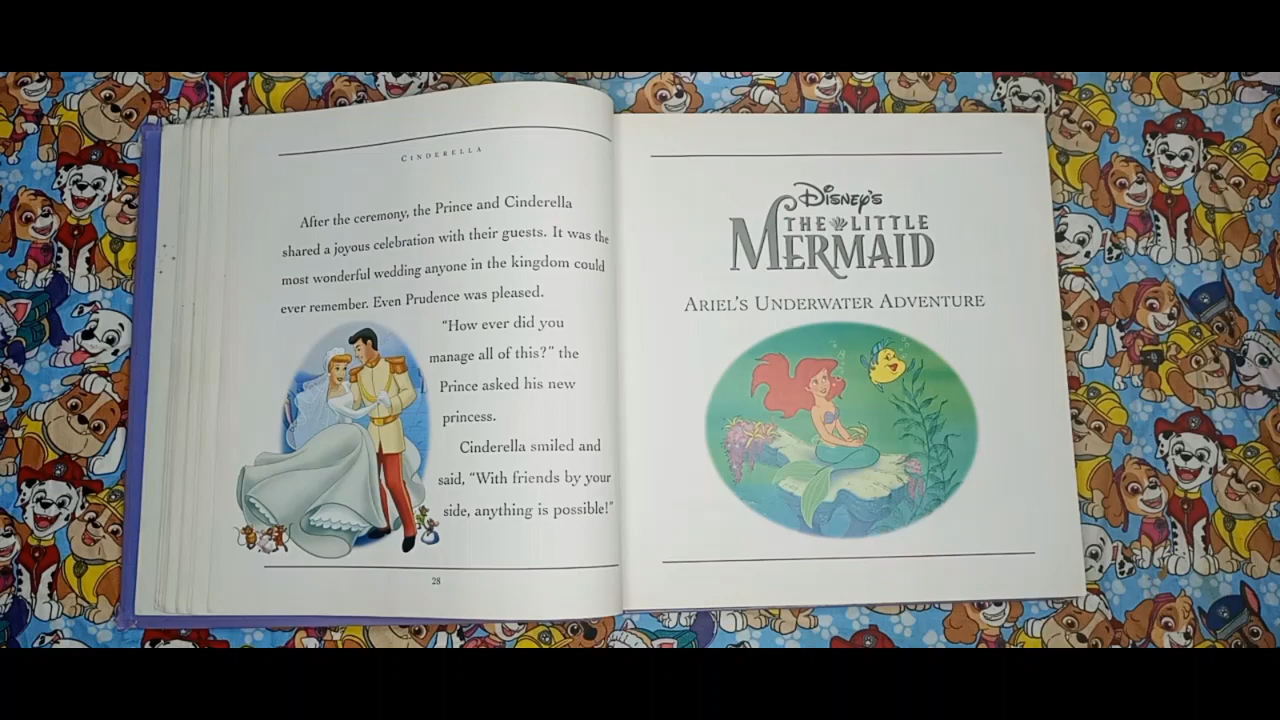 CINDERELLA
After the ceremony, the Prince and Cinderella
shared a joyous celebration with their guests. It was the
most wonderful wedding anyone in the kingdom could
ever remember. Even Prudence was pleased.
"How ever did you
manage all of this?" the
Prince asked his new
princess.
Cinderella smiled and
said, "With friends by your
side, anything is possible!"
28
DISNEY'S
THE LITTLE
MERMAID
ARIEL'S UNDERWATER ADVENTURE